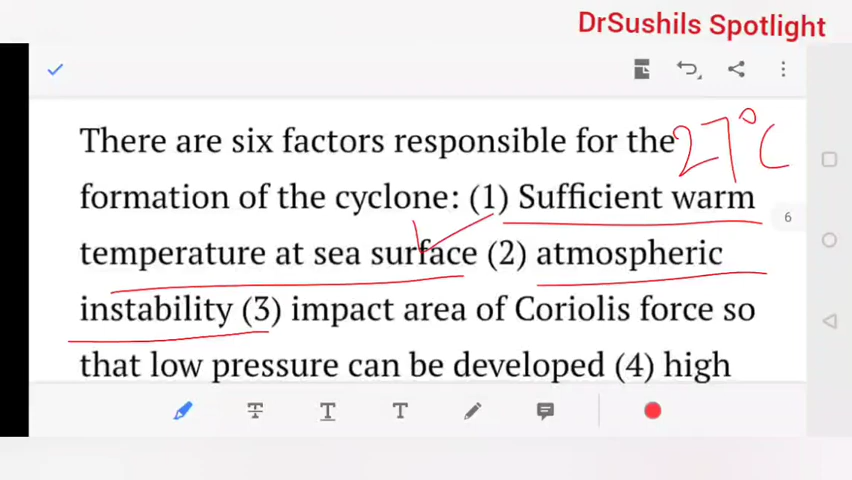 DrSushils Spotlight
There are six factors responsible for the 27°C
formation of the cyclone: (1) Sufficient warm
6
temperature at sea surface (2) atmospheric
instability (3) impact area of Coriolis force so
that low pressure can be developed (4) high